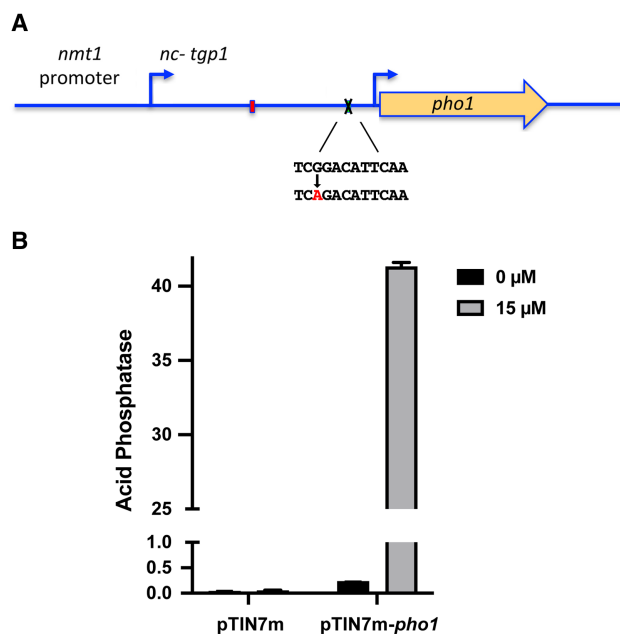 A
nmt1
promoter
nc- tgp1
pho1
TCGGACATTCAA
TCAGACATTCAA
B
Acid Phosphatase
40
35
30
25
1.0
0.5
0.0
0 µM
15 µM
pTIN7m
pTIN7m-pho1